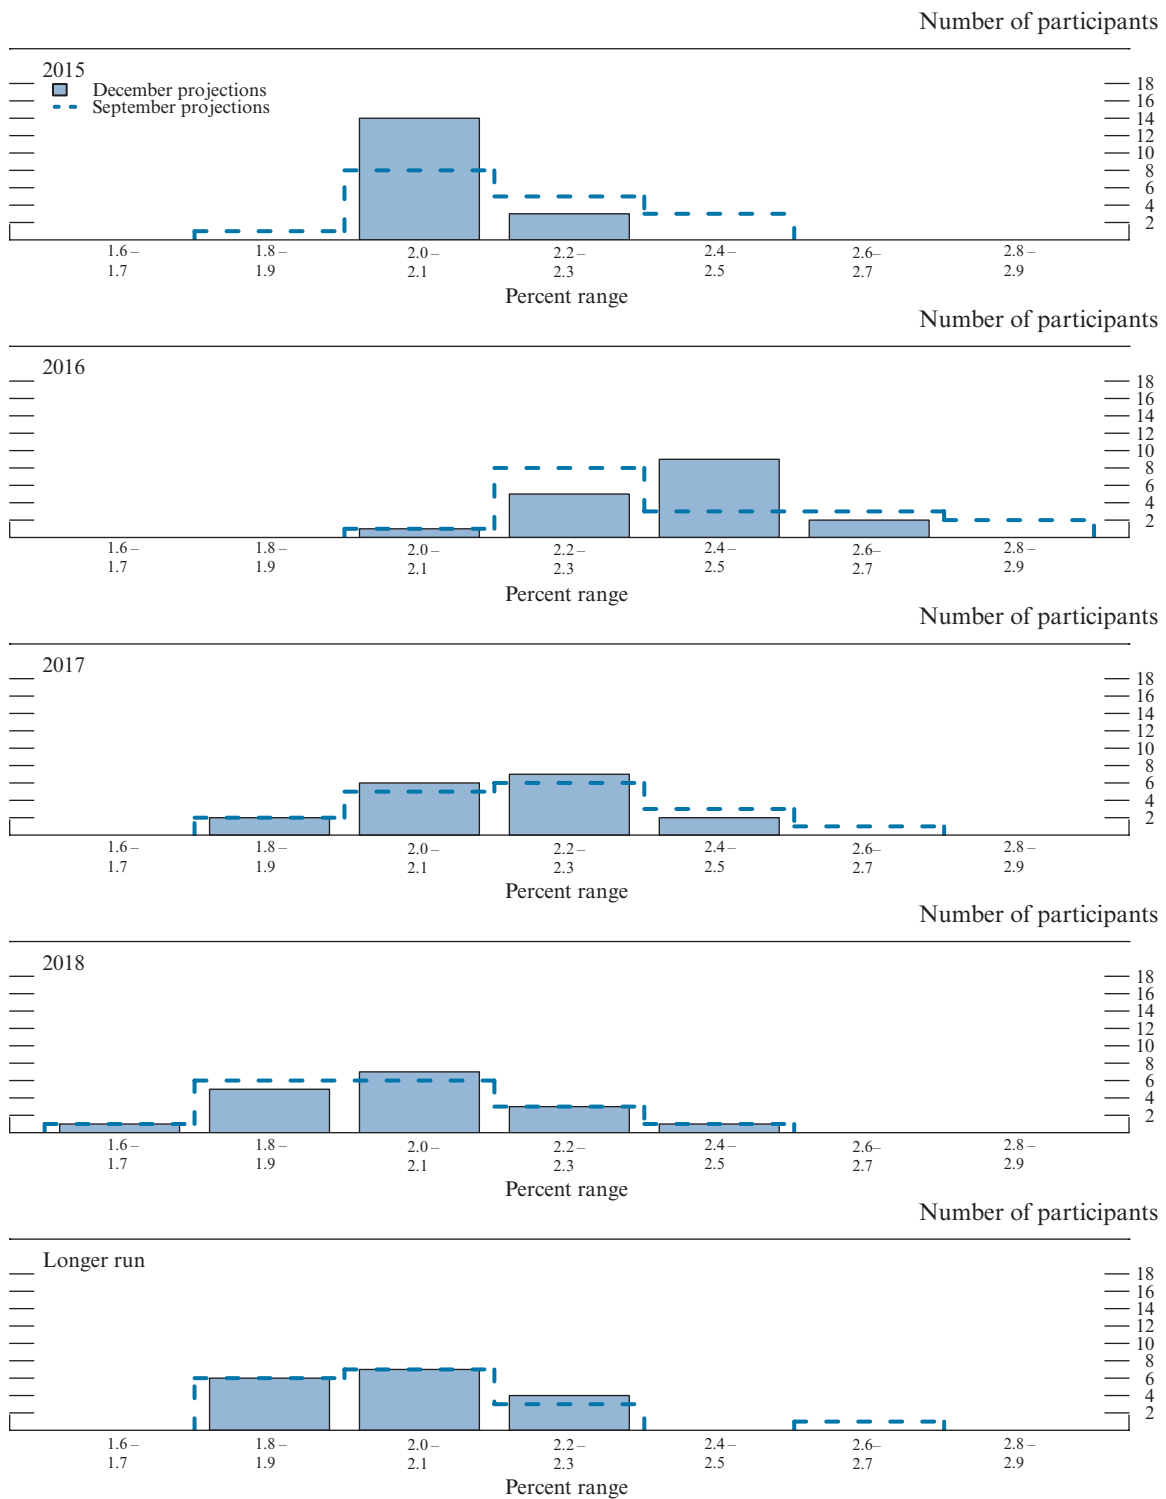 Number of participants
2015
December projections
September projections
18
16
14
12
10
8
6
4
2
1.6 – 1.8 – 2.0 – 2.2 – 2.4 – 2.6– 2.8 –
1.7 1.9 2.1 2.3 2.5 2.7 2.9
Percent range
Number of participants
2016
18
16
14
12
10
8
6
4
2
1.6 – 1.8 – 2.0 – 2.2 – 2.4 – 2.6– 2.8 –
1.7 1.9 2.1 2.3 2.5 2.7 2.9
Percent range
Number of participants
2017
18
16
14
12
10
8
6
4
2
1.6 – 1.8 – 2.0 – 2.2 – 2.4 – 2.6– 2.8 –
1.7 1.9 2.1 2.3 2.5 2.7 2.9
Percent range
Number of participants
2018
18
16
14
12
10
8
6
4
2
1.6 – 1.8 – 2.0 – 2.2 – 2.4 – 2.6– 2.8 –
1.7 1.9 2.1 2.3 2.5 2.7 2.9
Percent range
Number of participants
Longer run
18
16
14
12
10
8
6
4
2
1.6 – 1.8 – 2.0 – 2.2 – 2.4 – 2.6– 2.8 –
1.7 1.9 2.1 2.3 2.5 2.7 2.9
Percent range